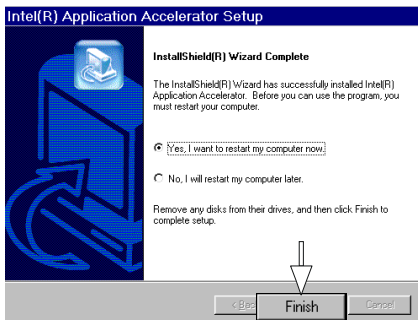 Intel(R) Application Accelerator Setup
InstallShield(R) Wizard Complete
The InstallShield(R) Wizard has successfully installed Intel(R)
Application Accelerator. Before you can use the program, you
must restart your computer.
Yes, I want to restart my computer now.
No, I will restart my computer later.
Remove any disks from their drives, and then click Finish to
complete setup.
Finish
Cancel